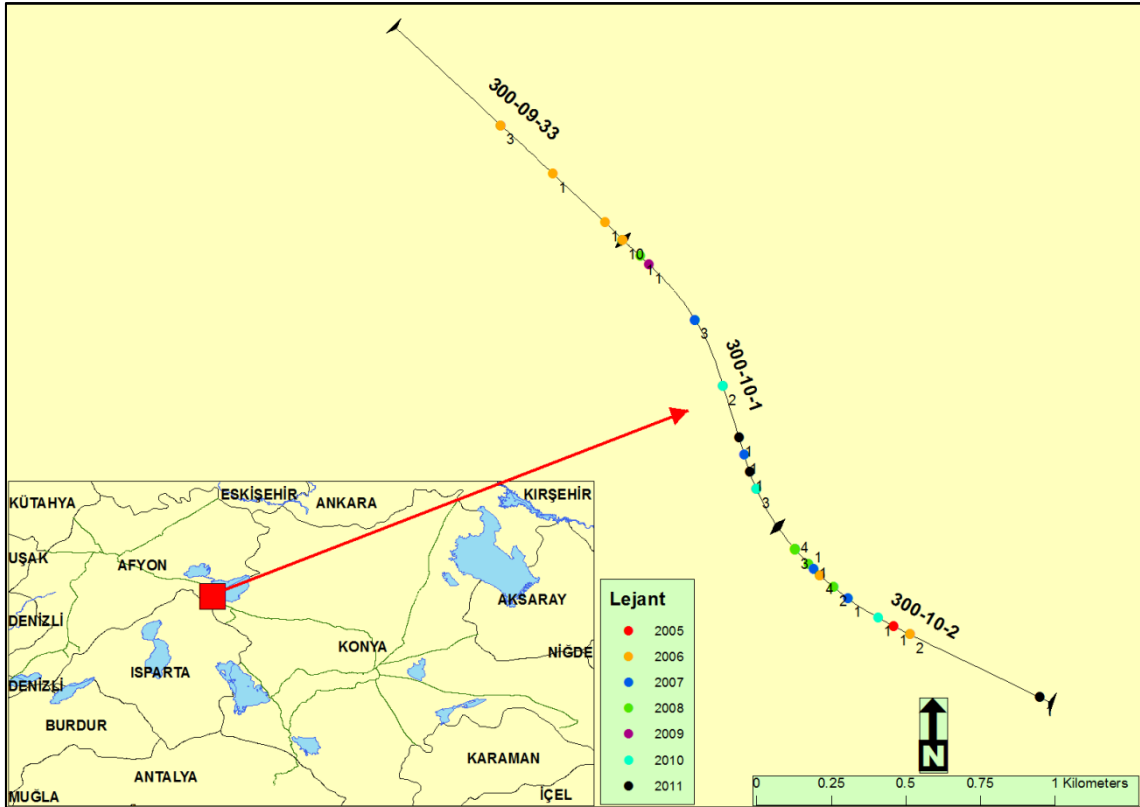 300-09-33
3
1
1
10
1
1
3
300-10-1
2
1
1
1
3
4
1
3
1
4
2
1
300-10-2
1
1
2
KÜTAHYA
ESKİŞEHİR
ANKARA
KIRŞEHİR
UŞAK
AFYON
AKSARAY
DENİZLİ
KONYA
NİĞDE
ISPARTA
DENİZLİ
BURDUR
KARAMAN
ANTALYA
MUĞLA
İÇEL
Lejant
2005
2006
2007
2008
2009
2010
2011
N
0 0.25 0.5 0.75 1 Kilometers